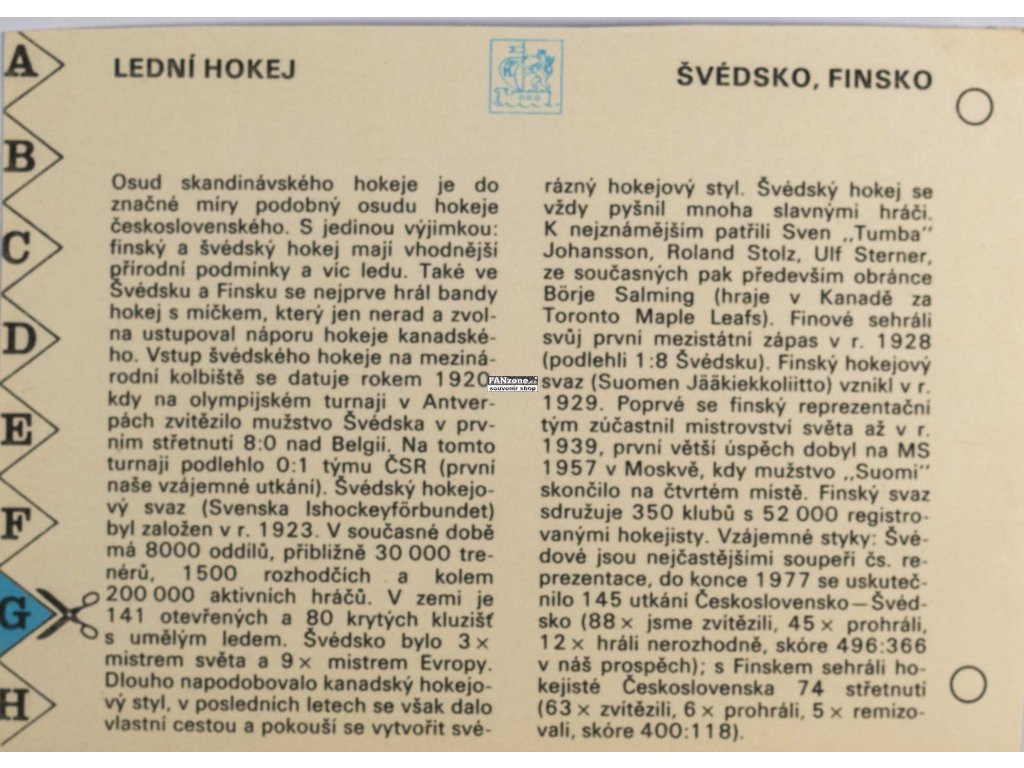 A
B
C
D
E
F
G
H
LEDNÍ HOKEJ
ŠVÉDSKO, FINSKO
Osud skandinávského hokeje je do
značné míry podobný osudu hokeje
československého. S jedinou výjimkou:
finský a švédský hokej mají vhodnější
přírodní podmínky a víc ledu. Také ve
Švédsku a Finsku se nejprve hrál bandy
hokej s míčkem, který jen nerad a zvol-
na ustupoval náporu hokeje kanadské-
ho. Vstup švédského hokeje na meziná-
rodní kolbiště se datuje rokem 1920,
kdy na olympijském turnaji v Antver-
pách zvítězilo mužstvo Švédska v prv-
ním střetnutí 8:0 nad Belgií. Na tomto
turnaji podlehlo 0:1 týmu ČSR (první
naše vzájemné utkání). Švédský hokejo-
vý svaz (Svenska Ishockeyförbundet)
byl založen v r. 1923. V současné době
má 8000 oddílů, přibližně 30 000 tre-
nérů, 1500 rozhodčích a kolem
200 000 aktivních hráčů. V zemi je
141 otevřených a 80 krytých kluzišť
s umělým ledem. Švédsko bylo 3×
mistrem světa a 9× mistrem Evropy.
Dlouho napodobovalo kanadský hokejo-
vý styl, v posledních letech se však dalo
vlastní cestou a pokouší se vytvořit své-
rázný hokejový styl. Švédský hokej se
vždy pyšnil mnoha slavnými hráči.
K nejznámějším patřili Sven „Tumba"
Johansson, Roland Stolz, Ulf Sterner,
ze současných pak především obránce
Börje Salming (hraje v Kanadě za
Toronto Maple Leafs). Finové sehráli
svůj první mezistátní zápas v r. 1928
(podlehli 1:8 Švédsku). Finský hokejový
svaz (Suomen Jääkiekkoliitto) vznikl v r.
1929. Poprvé se finský reprezentační
tým zúčastnil mistrovství světa až v r.
1939, první větší úspěch dobyl na MS
1957 v Moskvě, kdy mužstvo „Suomi"
skončilo na čtvrtém místě. Finský svaz
sdružuje 350 klubů s 52 000 registro-
vanými hokejisty. Vzájemné styky: Švé-
dové jsou nejčastějšími soupeři čs. re-
prezentace, do konce 1977 se uskuteč-
nilo 145 utkání Československo—Švéd-
sko (88× jsme zvítězili, 45× prohráli,
12× hráli nerozhodně, skóre 496:366
v náš prospěch); s Finskem sehráli ho-
kejisté Československa 74 střetnutí
(63× zvítězili, 6× prohráli, 5× remizo-
vali, skóre 400:118).
FANzone.cz
souvenir shop